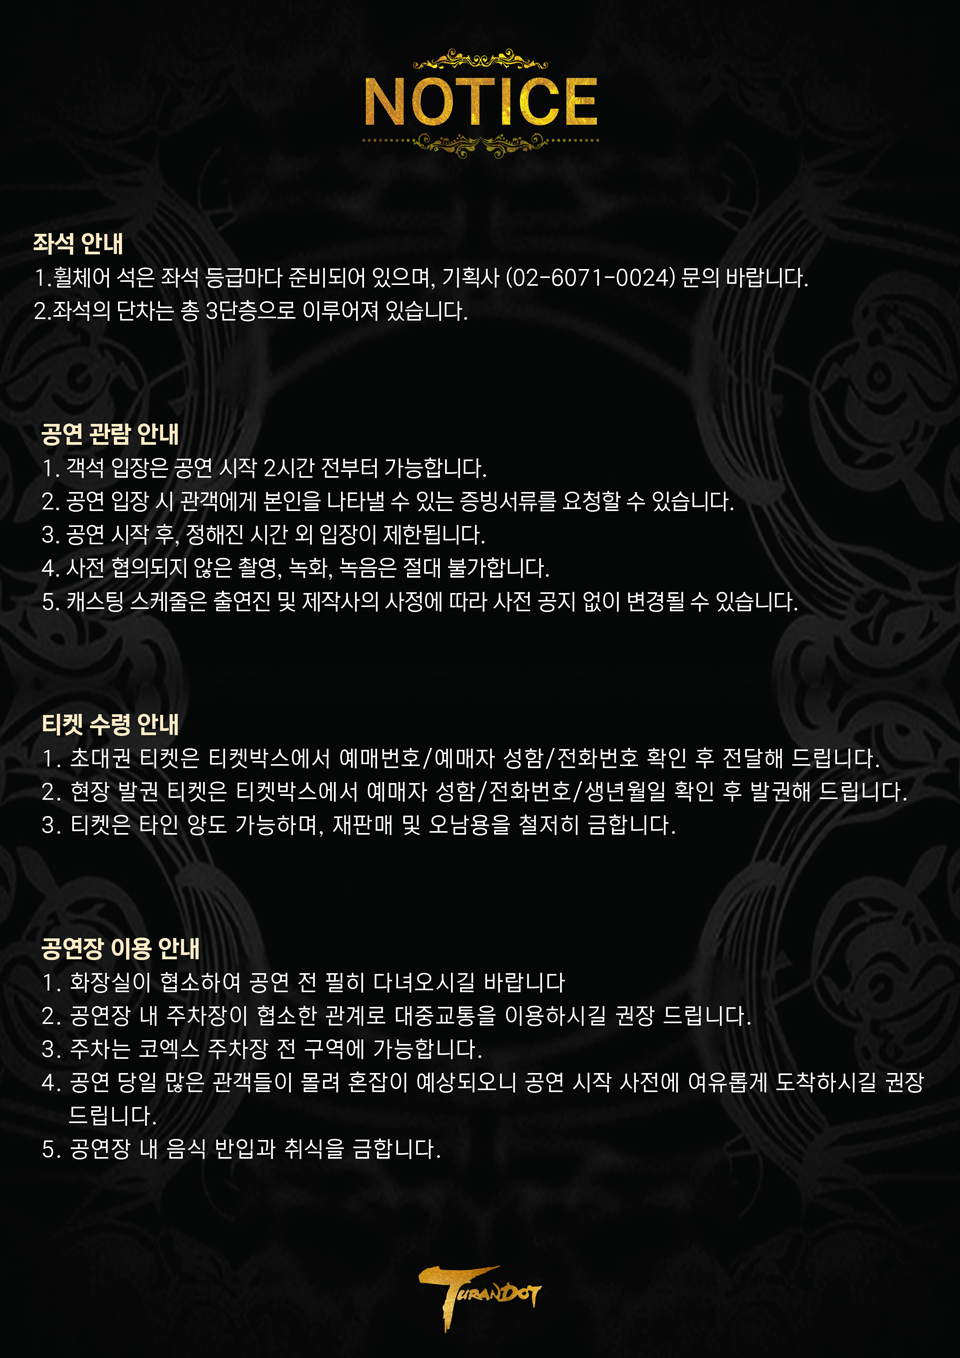 NOTICE
좌석 안내
1.휠체어 석은 좌석 등급마다 준비되어 있으며, 기획사 (02-6071-0024) 문의 바랍니다.
2.좌석의 단차는 총 3단층으로 이루어져 있습니다.
공연 관람 안내
1. 객석 입장은 공연 시작 2시간 전부터 가능합니다.
2. 공연 입장 시 관객에게 본인을 나타낼 수 있는 증빙서류를 요청할 수 있습니다.
3. 공연 시작 후, 정해진 시간 외 입장이 제한됩니다.
4. 사전 협의되지 않은 촬영, 녹화, 녹음은 절대 불가합니다.
5. 캐스팅 스케줄은 출연진 및 제작사의 사정에 따라 사전 공지 없이 변경될 수 있습니다.
티켓 수령 안내
1. 초대권 티켓은 티켓박스에서 예매번호/예매자 성함/전화번호 확인 후 전달해 드립니다.
2. 현장 발권 티켓은 티켓박스에서 예매자 성함/전화번호/생년월일 확인 후 발권해 드립니다.
3. 티켓은 타인 양도 가능하며, 재판매 및 오남용을 철저히 금합니다.
공연장 이용 안내
1. 화장실이 협소하여 공연 전 필히 다녀오시길 바랍니다
2. 공연장 내 주차장이 협소한 관계로 대중교통을 이용하시길 권장 드립니다.
3. 주차는 코엑스 주차장 전 구역에 가능합니다.
4. 공연 당일 많은 관객들이 몰려 혼잡이 예상되오니 공연 시작 사전에 여유롭게 도착하시길 권장
드립니다.
5. 공연장 내 음식 반입과 취식을 금합니다.
TURANDOT